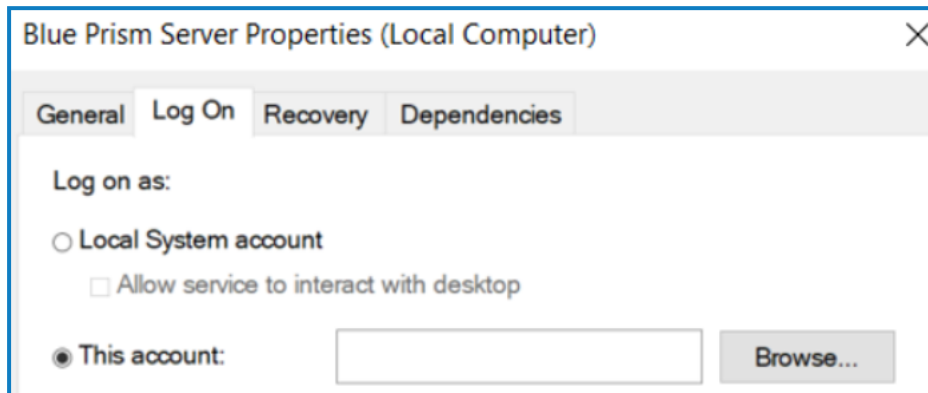 Blue Prism Server Properties (Local Computer)
General Log On Recovery Dependencies
Log on as:
Local System account
Allow service to interact with desktop
This account: Browse...